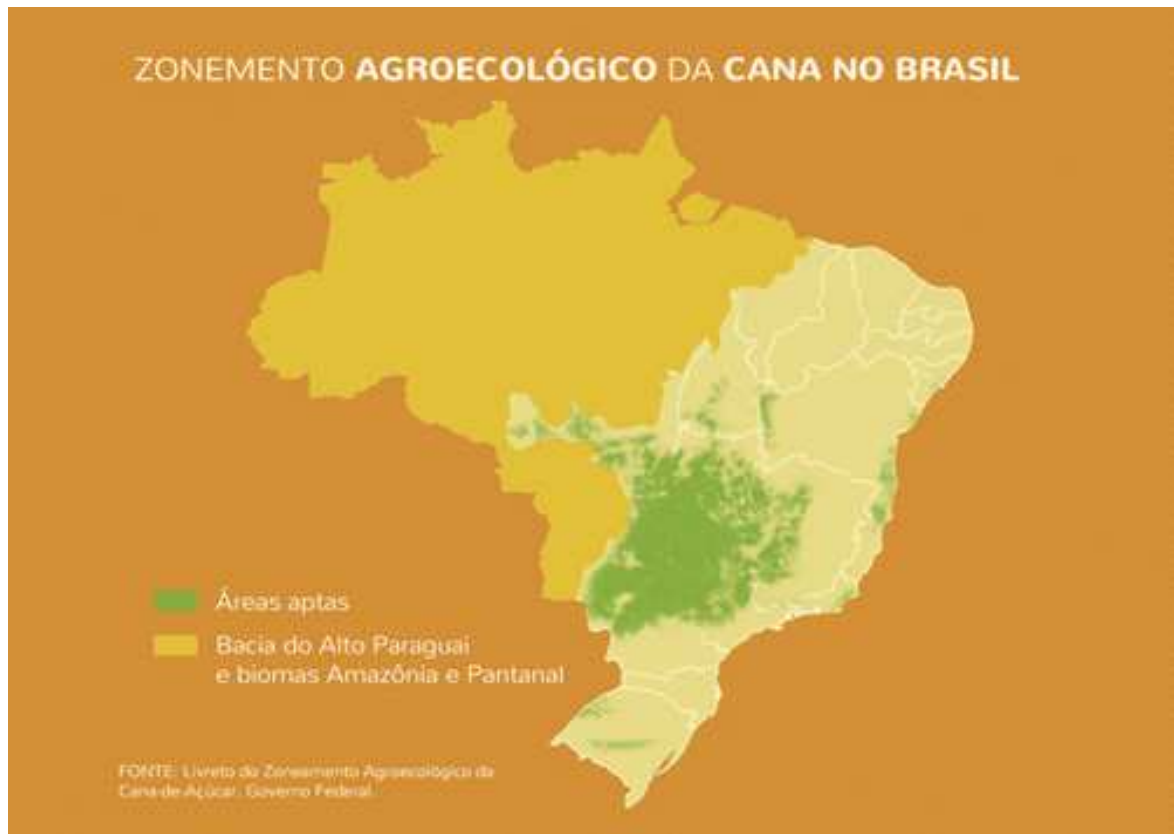 ZONEMENTO AGROECOLÓGICO DA CANA NO BRASIL
Áreas aptas
Bacia do Alto Paraguai
e biomas Amazônia e Pantanal
FONTE: Livreto do Zoneamento Agroecológico da
Cana-de-Açúcar. Governo Federal.